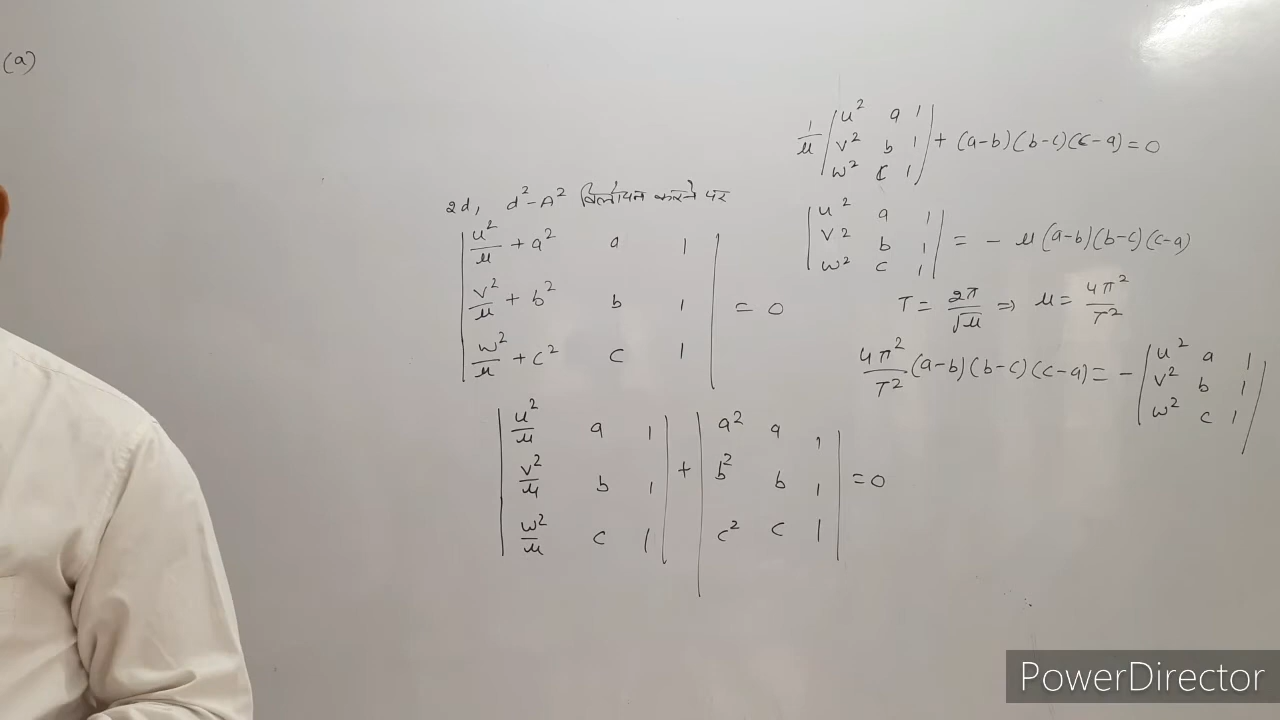 (a)
2d, d²-A² विलोपन करने पर
| u²/μ + a² a 1 |
| v²/μ + b² b 1 | = 0
| w²/μ + c² c 1 |
| u²/μ a 1 | + | a² a 1 |
| v²/μ b 1 | + | b² b 1 | = 0
| w²/μ c 1 | | c² c 1 |
1/μ | u² a 1 |
| v² b 1 | + (a-b)(b-c)(c-a) = 0
| w² c 1 |
| u² a 1 |
| v² b 1 | = - μ(a-b)(b-c)(c-a)
| w² c 1 |
T = 2π/√μ ⇒ μ = 4π²/T²
4π²/T² (a-b)(b-c)(c-a) = - | u² a 1 |
| v² b 1 |
| w² c 1 |
PowerDirector